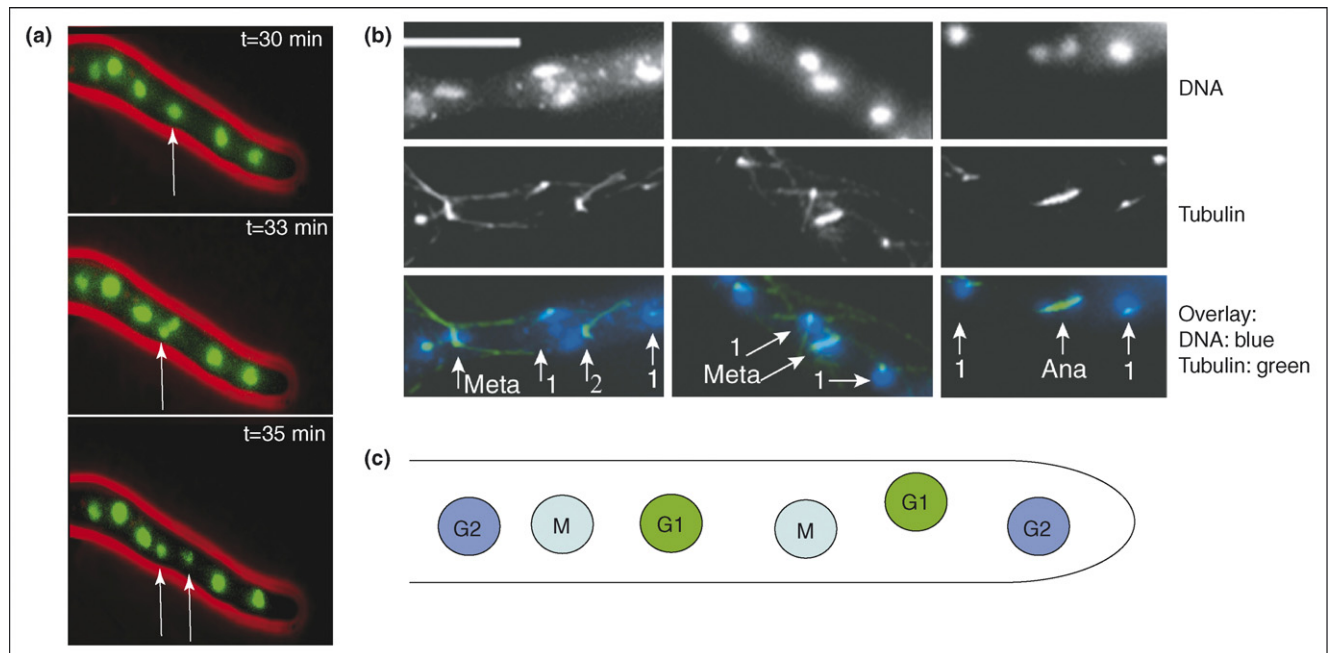 (a)
t=30 min
t=33 min
t=35 min
(b)
DNA
Tubulin
Overlay:
DNA: blue
Tubulin: green
Meta 1 2 1
1
Meta 1
1 Ana 1
(c)
G2 M G1 M G1 G2